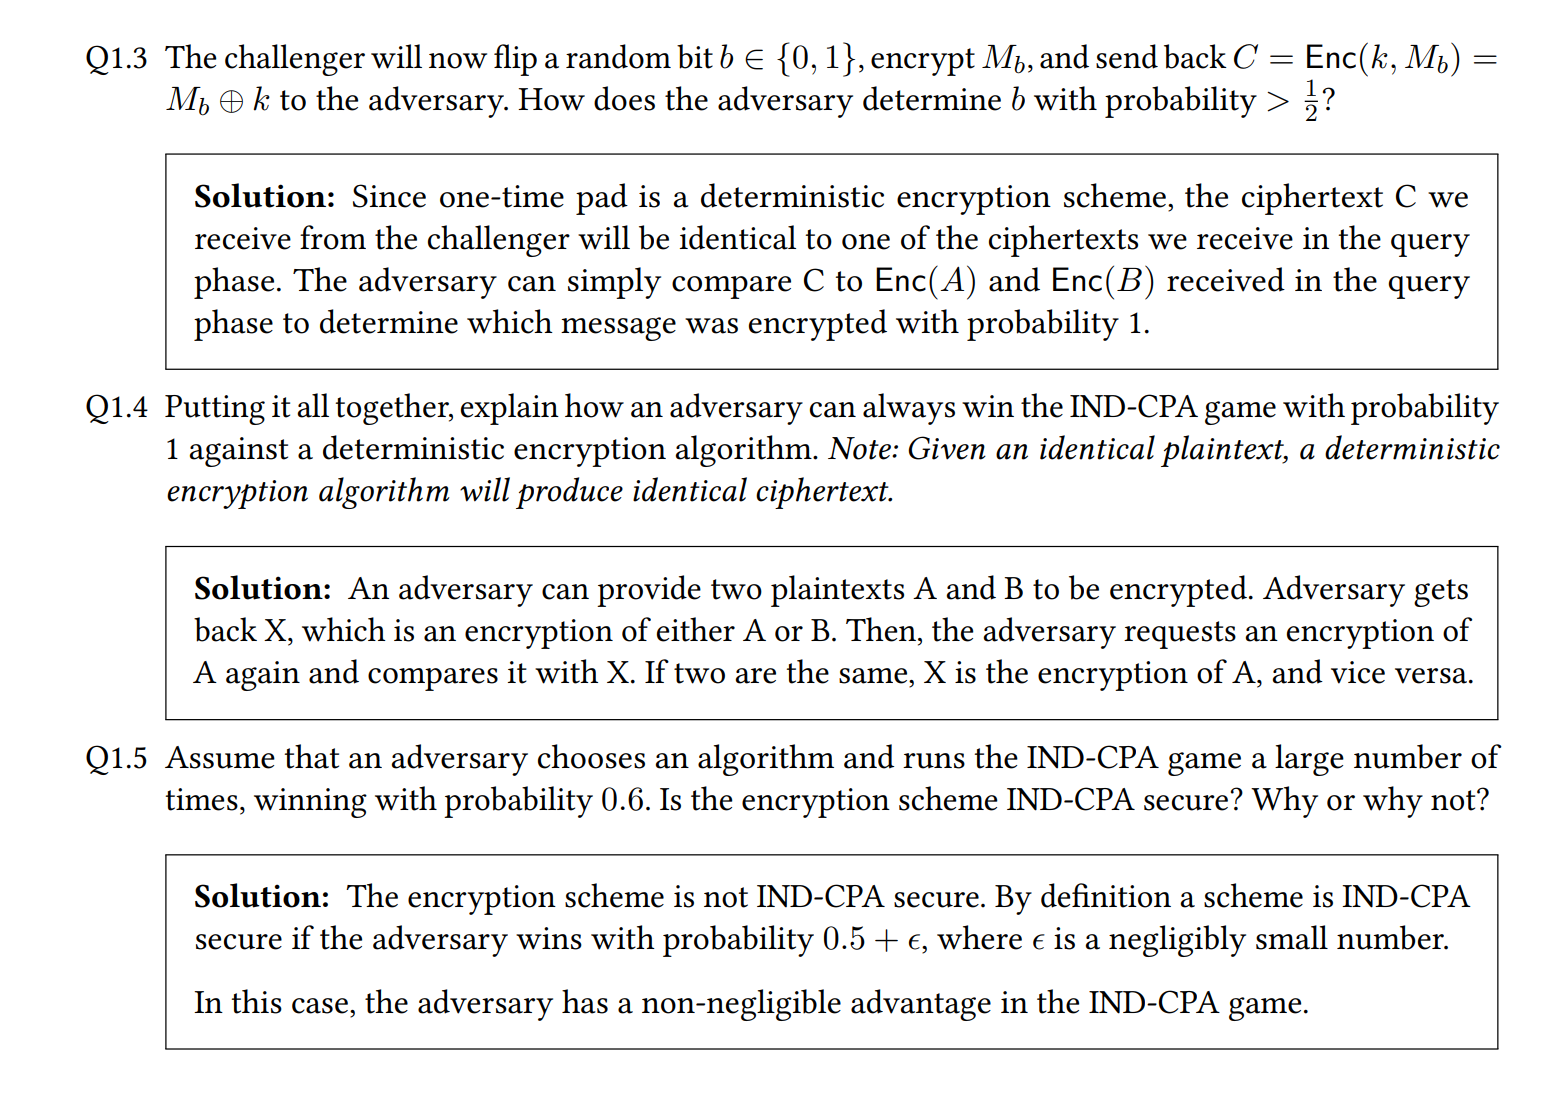 Q1.3 The challenger will now flip a random bit b ∈ {0, 1}, encrypt M_b, and send back C = Enc(k, M_b) =
M_b ⊕ k to the adversary. How does the adversary determine b with probability > 1/2?
Solution: Since one-time pad is a deterministic encryption scheme, the ciphertext C we
receive from the challenger will be identical to one of the ciphertexts we receive in the query
phase. The adversary can simply compare C to Enc(A) and Enc(B) received in the query
phase to determine which message was encrypted with probability 1.
Q1.4 Putting it all together, explain how an adversary can always win the IND-CPA game with probability
1 against a deterministic encryption algorithm. Note: Given an identical plaintext, a deterministic
encryption algorithm will produce identical ciphertext.
Solution: An adversary can provide two plaintexts A and B to be encrypted. Adversary gets
back X, which is an encryption of either A or B. Then, the adversary requests an encryption of
A again and compares it with X. If two are the same, X is the encryption of A, and vice versa.
Q1.5 Assume that an adversary chooses an algorithm and runs the IND-CPA game a large number of
times, winning with probability 0.6. Is the encryption scheme IND-CPA secure? Why or why not?
Solution: The encryption scheme is not IND-CPA secure. By definition a scheme is IND-CPA
secure if the adversary wins with probability 0.5 + ϵ, where ϵ is a negligibly small number.
In this case, the adversary has a non-negligible advantage in the IND-CPA game.